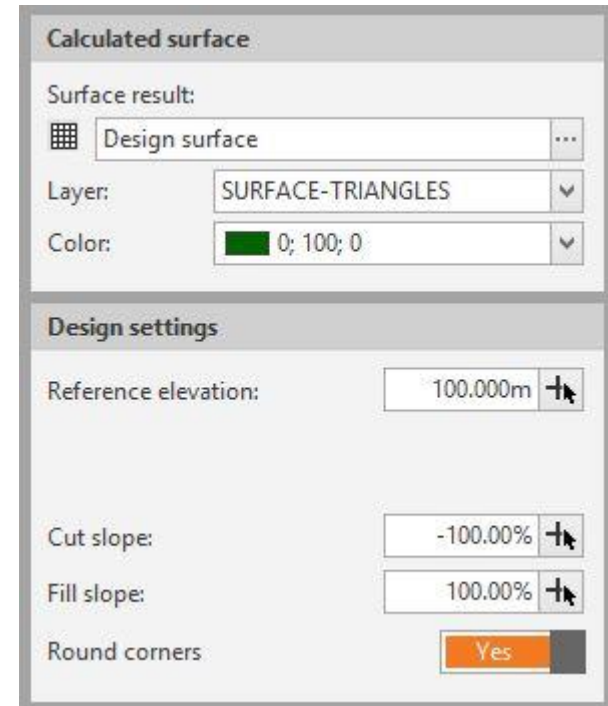 Calculated surface
Surface result:
Design surface ...
Layer: SURFACE-TRIANGLES
Color: 0; 100; 0
Design settings
Reference elevation: 100.000m
Cut slope: -100.00%
Fill slope: 100.00%
Round corners Yes